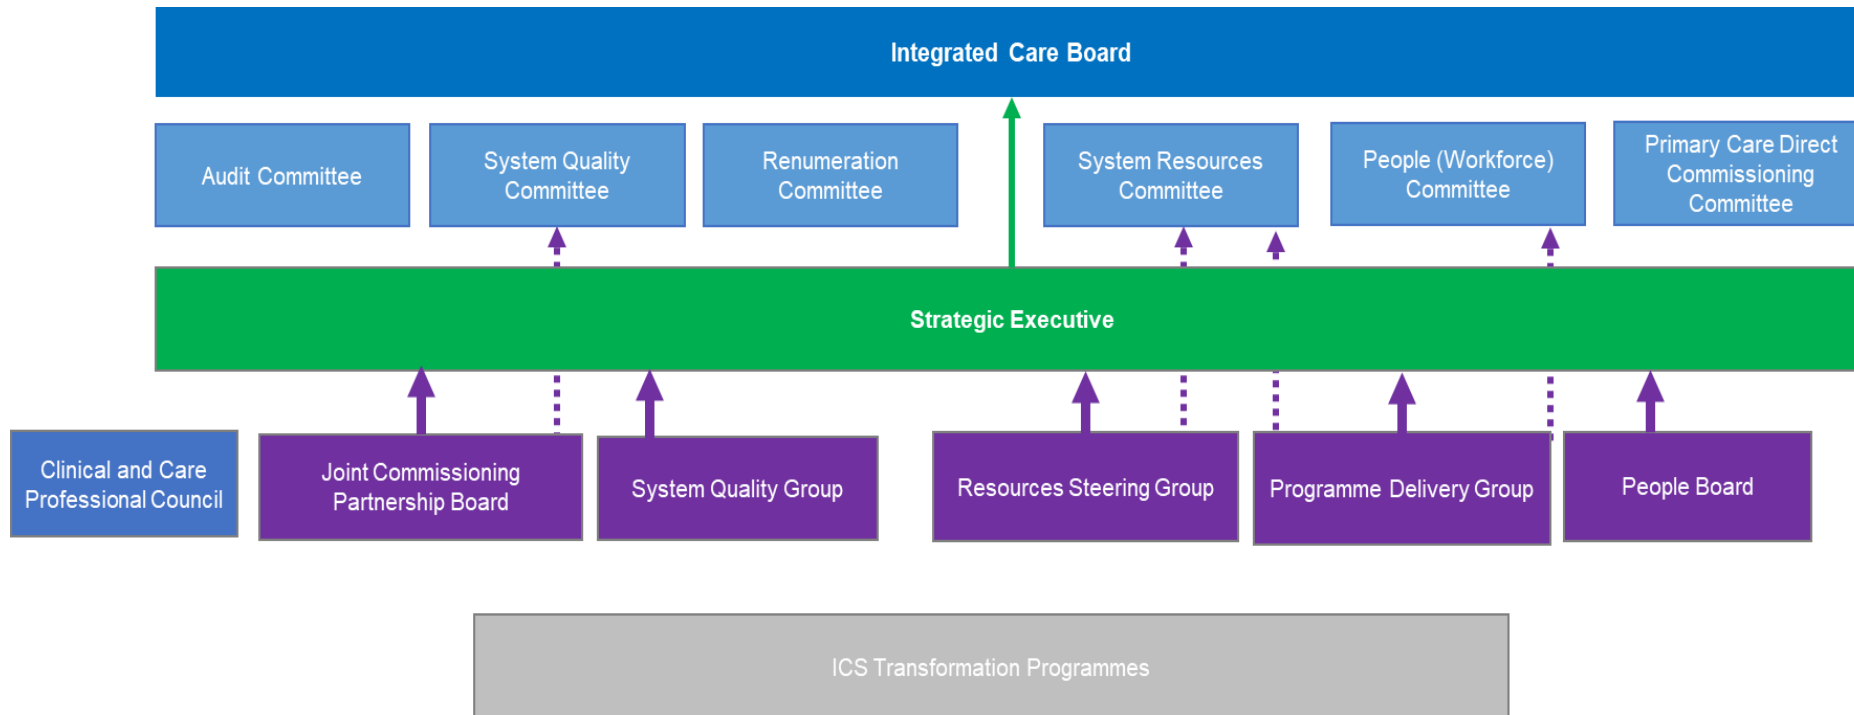 Integrated Care Board
Audit Committee
System Quality
Committee
Renumeration
Committee
System Resources
Committee
People (Workforce)
Committee
Primary Care Direct
Commissioning
Committee
Strategic Executive
Clinical and Care
Professional Council
Joint Commissioning
Partnership Board
System Quality Group
Resources Steering Group
Programme Delivery Group
People Board
ICS Transformation Programmes